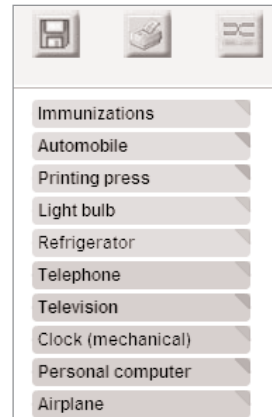 Immunizations
Automobile
Printing press
Light bulb
Refrigerator
Telephone
Television
Clock (mechanical)
Personal computer
Airplane